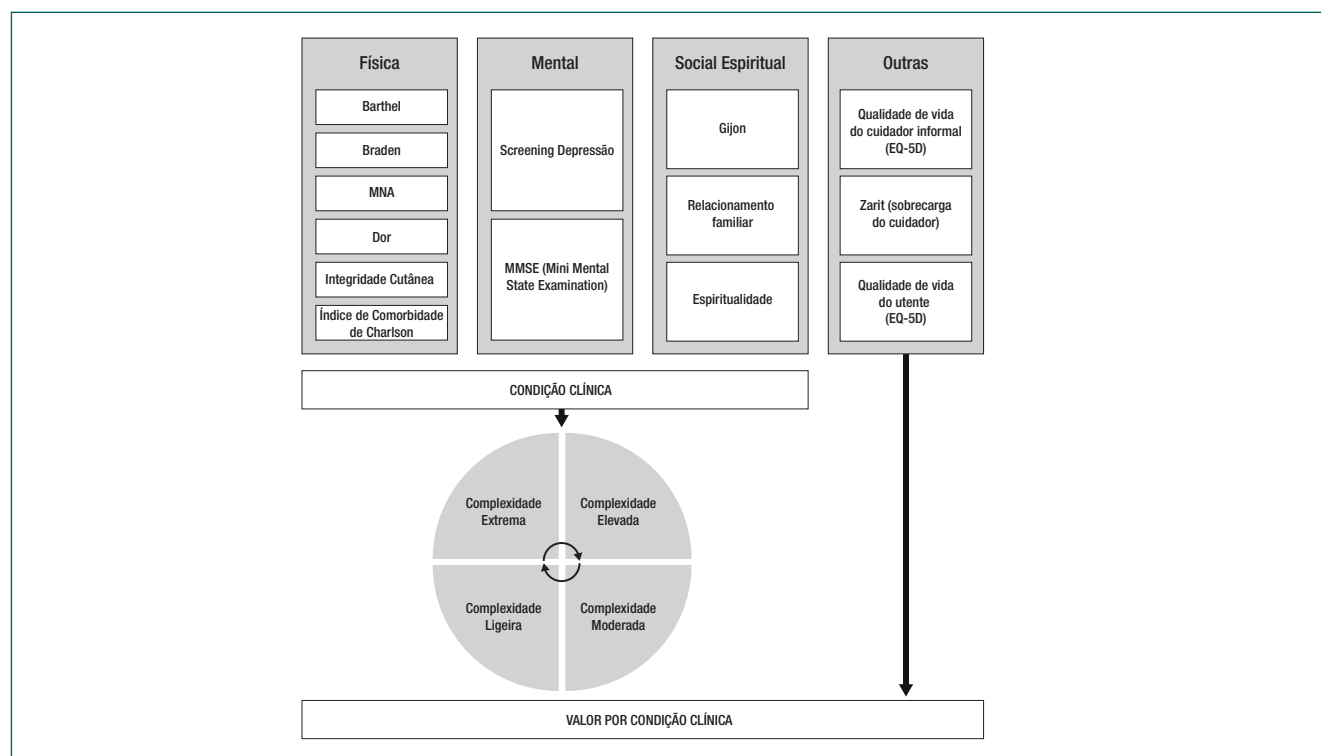 Física
Barthel
Braden
MNA
Dor
Integridade Cutânea
Índice de Comorbidade
de Charlson
Mental
Screening Depressão
MMSE (Mini Mental
State Examination)
Social Espiritual
Gijon
Relacionamento
familiar
Espiritualidade
Outras
Qualidade de vida
do cuidador informal
(EQ-5D)
Zarit (sobrecarga
do cuidador)
Qualidade de vida
do utente
(EQ-5D)
CONDIÇÃO CLÍNICA
Complexidade
Extrema
Complexidade
Elevada
Complexidade
Ligeira
Complexidade
Moderada
VALOR POR CONDIÇÃO CLÍNICA